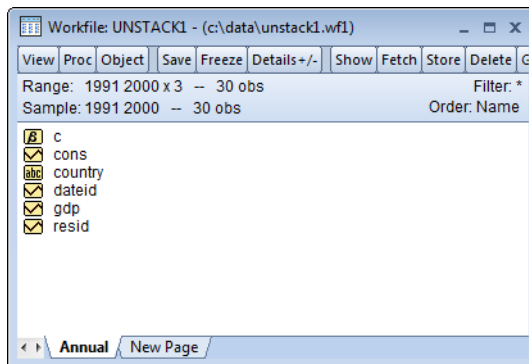 Workfile: UNSTACK1 - (c:\data\unstack1.wf1)
View Proc Object Save Freeze Details+/- Show Fetch Store Delete G
Range: 1991 2000 x 3 -- 30 obs Filter: *
Sample: 1991 2000 -- 30 obs Order: Name
β c
cons
abc country
dateid
gdp
resid
Annual New Page